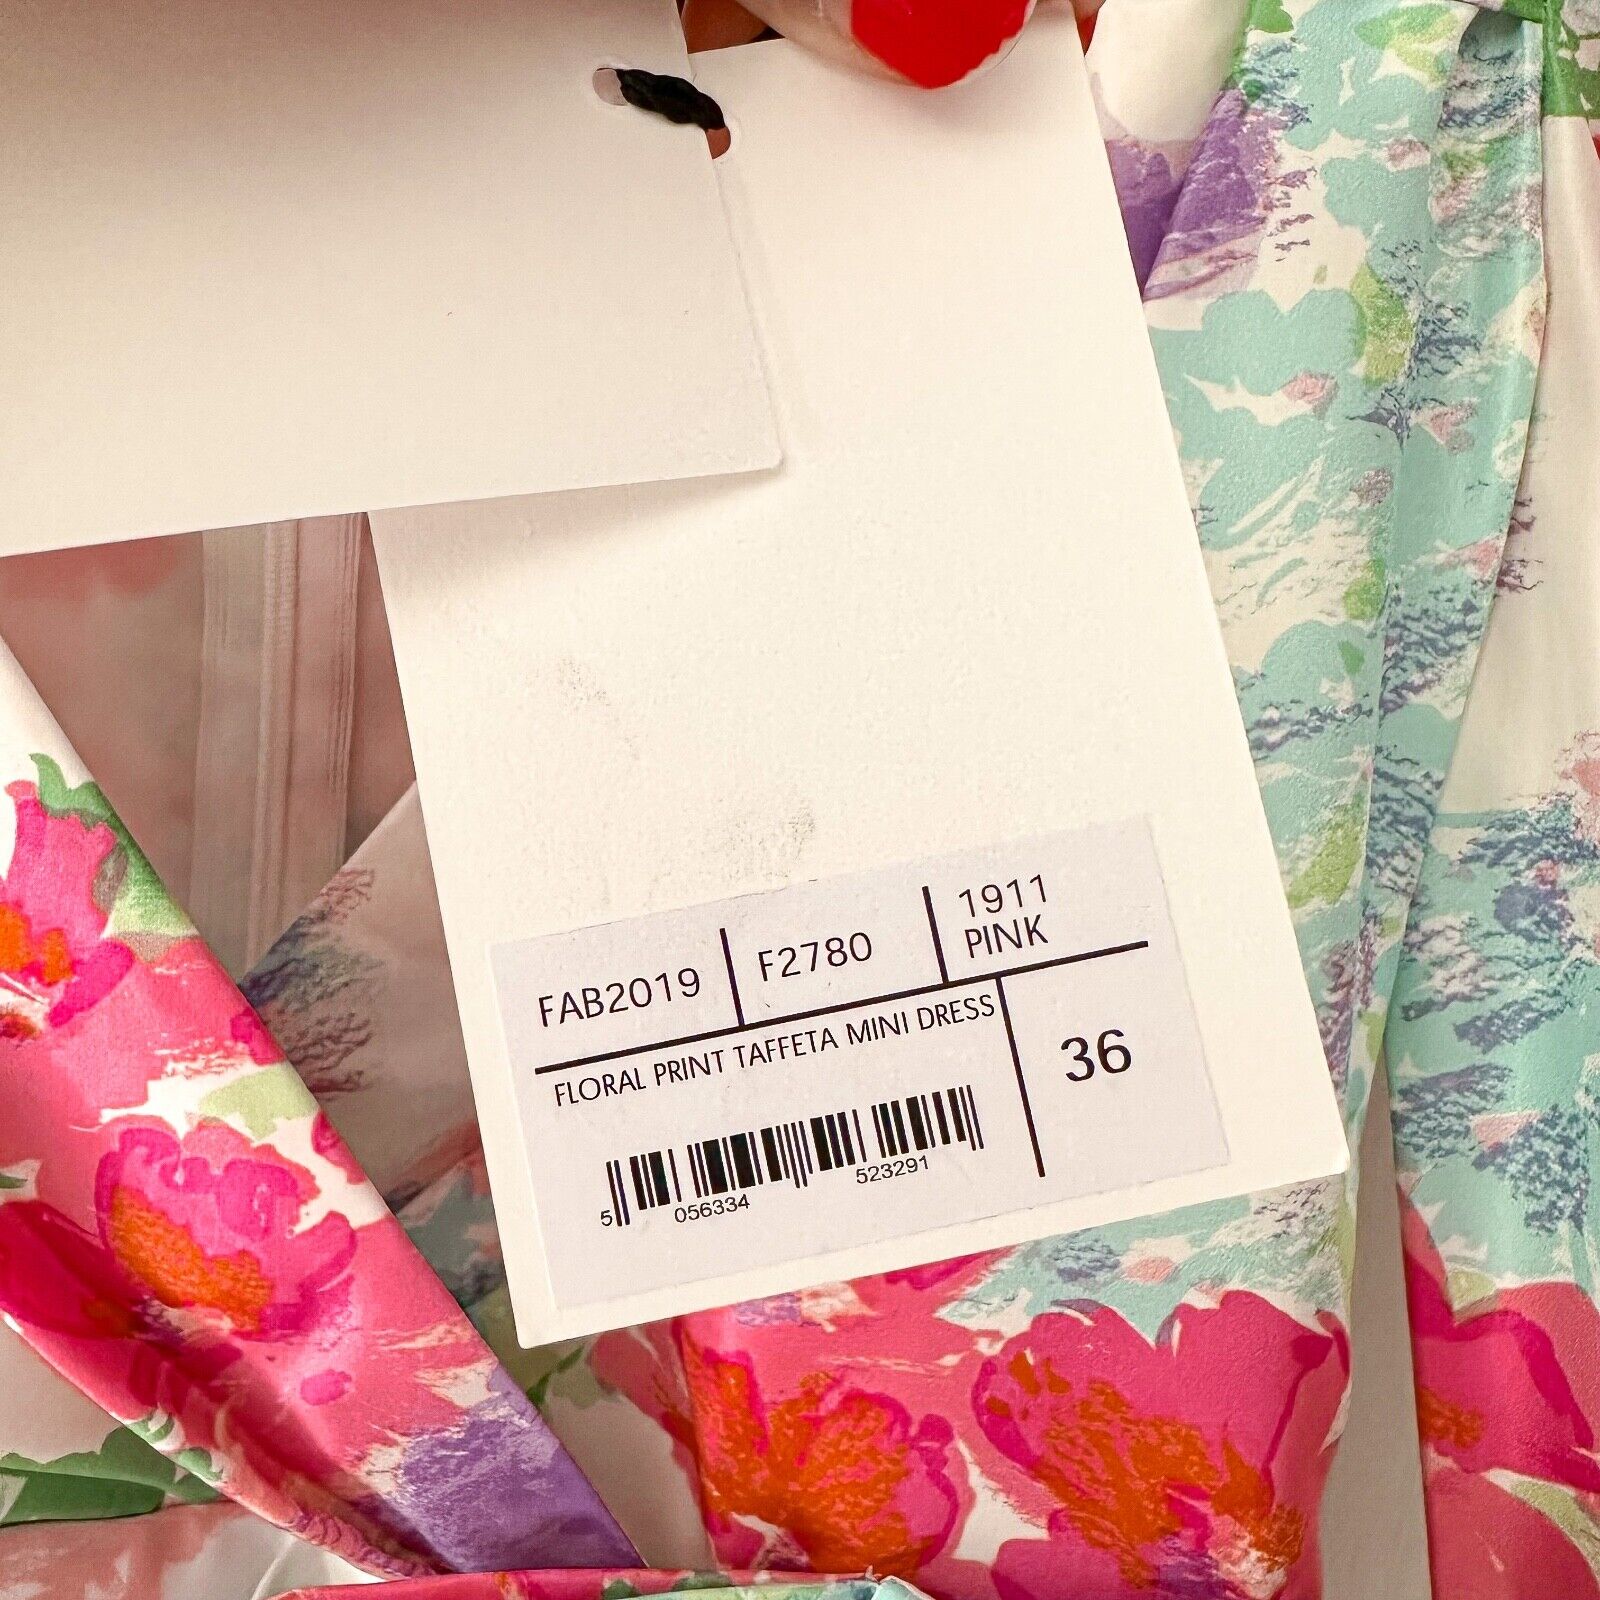 FAB2019 F2780 1911
PINK
FLORAL PRINT TAFFETA MINI DRESS
36
5 056334 523291